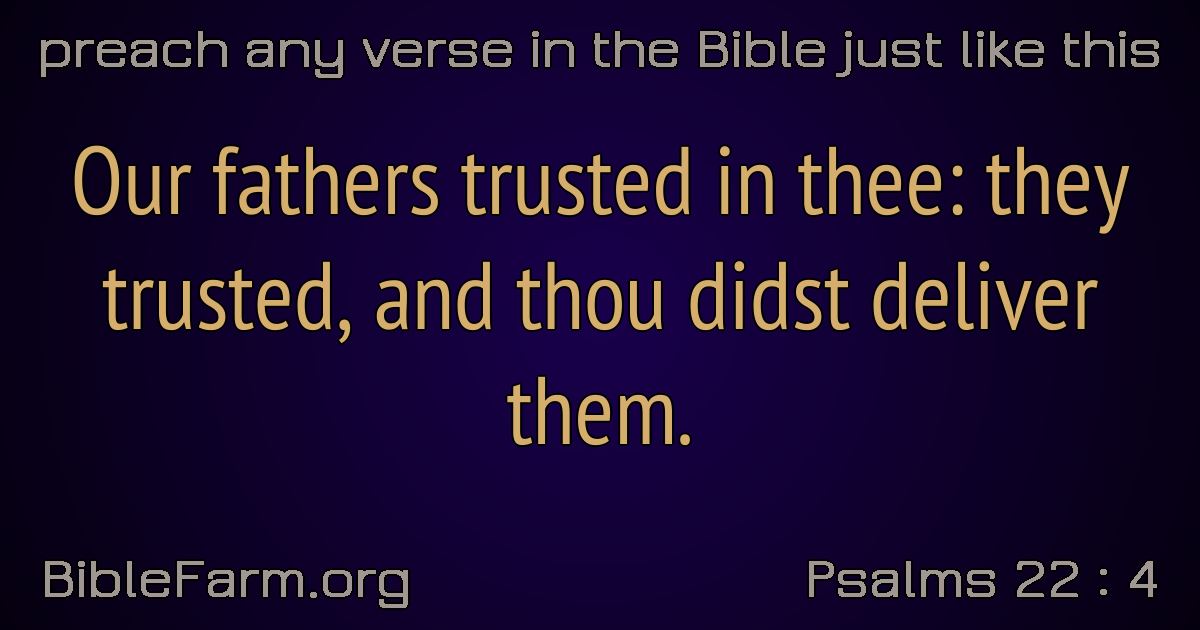 preach any verse in the Bible just like this
Our fathers trusted in thee: they
trusted, and thou didst deliver
them.
BibleFarm.org
Psalms 22 : 4